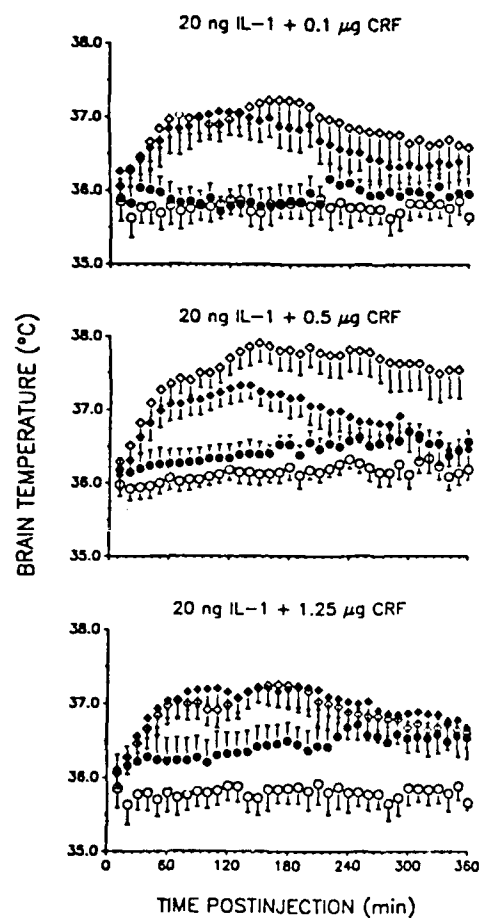 20 ng IL-1 + 0.1 μg CRF
38.0
37.0
36.0
35.0
20 ng IL-1 + 0.5 μg CRF
38.0
37.0
36.0
35.0
20 ng IL-1 + 1.25 μg CRF
38.0
37.0
36.0
35.0
0 60 120 180 240 300 360
BRAIN TEMPERATURE (°C)
TIME POSTINJECTION (min)